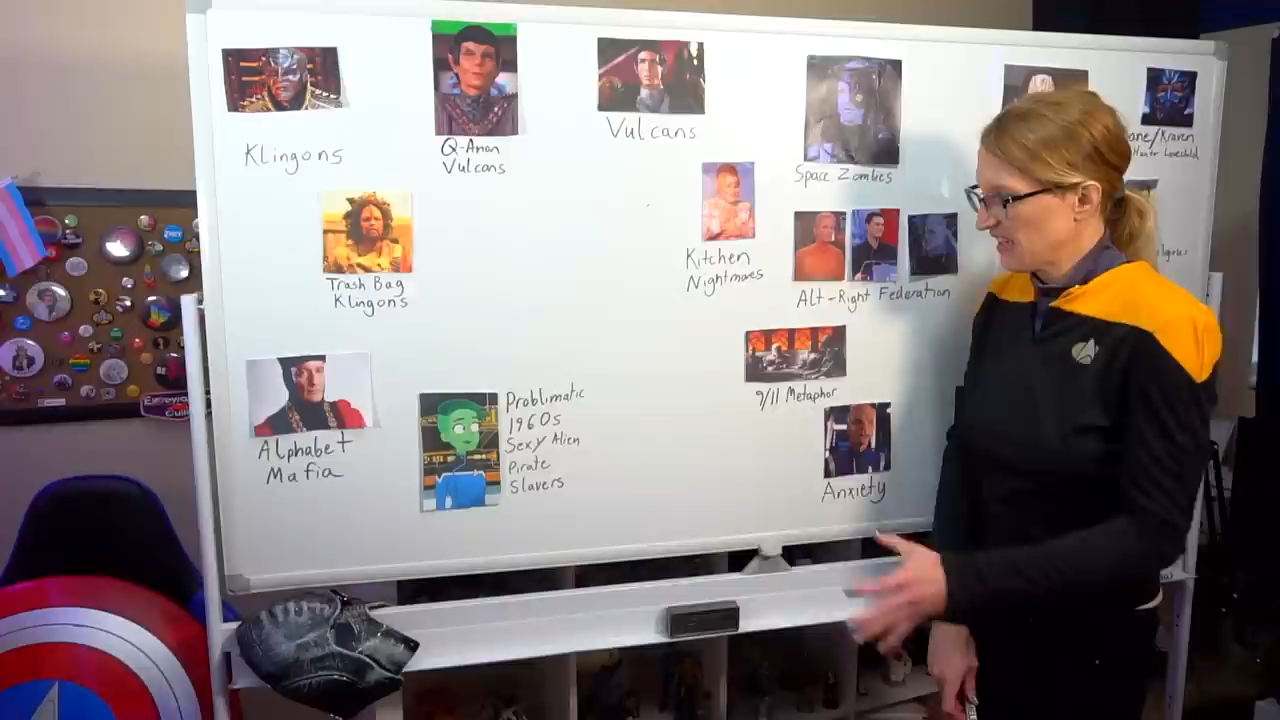 Klingons
Q-Anon
Vulcans
Vulcans
Space Zombies
Trash Bag
Klingons
Kitchen
Nightmares
Alt-Right Federation
Alphabet
Mafia
Problimatic
1960s
Sexy Alien
Pirate
Slavers
9/11 Metaphor
Anxiety
/Kraven